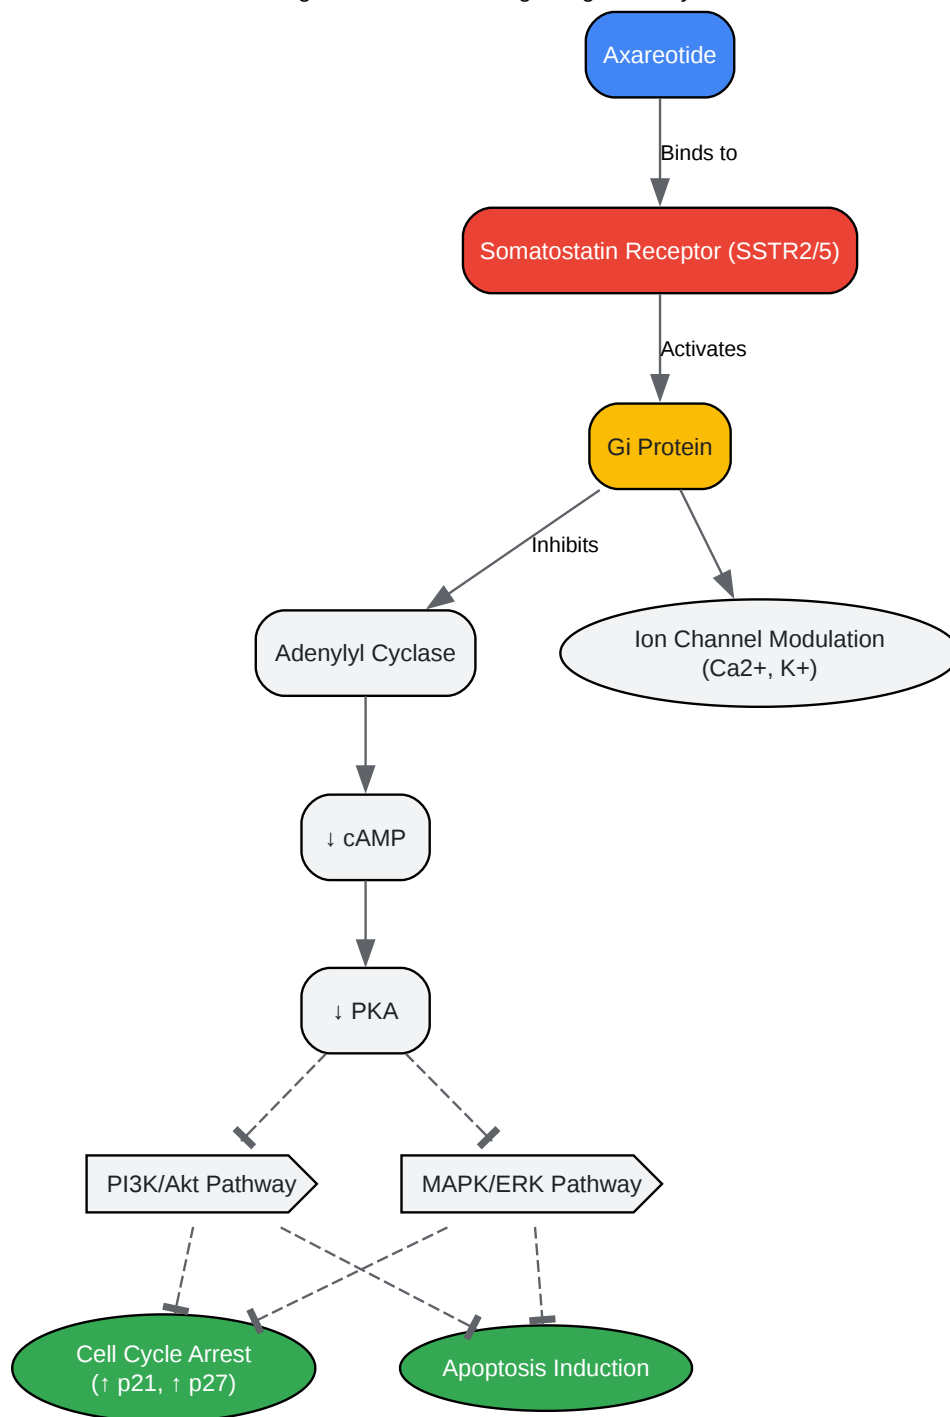 Axareotide
Binds to
Somatostatin Receptor (SSTR2/5)
Activates
Gi Protein
Inhibits
Adenylyl Cyclase
Ion Channel Modulation
(Ca2+, K+)
↓ cAMP
↓ PKA
PI3K/Akt Pathway
MAPK/ERK Pathway
Cell Cycle Arrest
(↑ p21, ↑ p27)
Apoptosis Induction